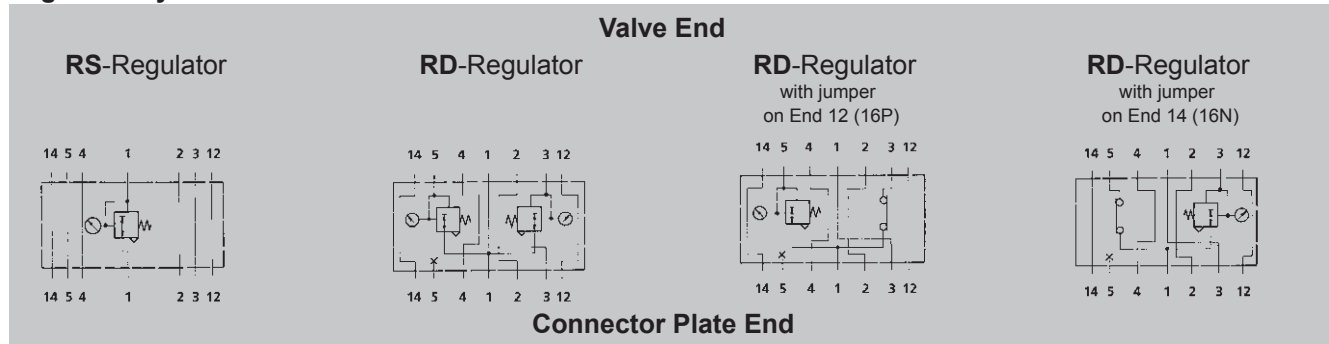 Valve End
RS-Regulator
RD-Regulator
RD-Regulator
with jumper
on End 12 (16P)
RD-Regulator
with jumper
on End 14 (16N)
14 5 4 1 2 3 12
14 5 4 1 2 3 12
14 5 4 1 2 3 12
14 5 4 1 2 3 12
14 5 4 1 2 3 12
14 5 4 1 2 3 12
14 5 4 1 2 3 12
14 5 4 1 2 3 12
Connector Plate End